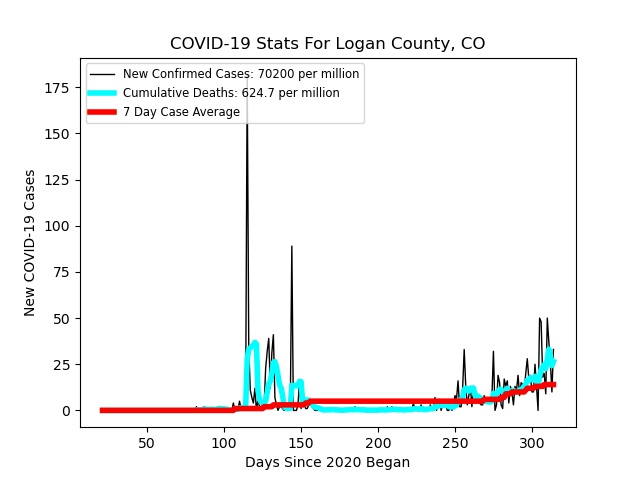 COVID-19 Stats For Logan County, CO
New Confirmed Cases: 70200 per million
Cumulative Deaths: 624.7 per million
7 Day Case Average
175
150
125
100
75
50
25
0
New COVID-19 Cases
50 100 150 200 250 300
Days Since 2020 Began